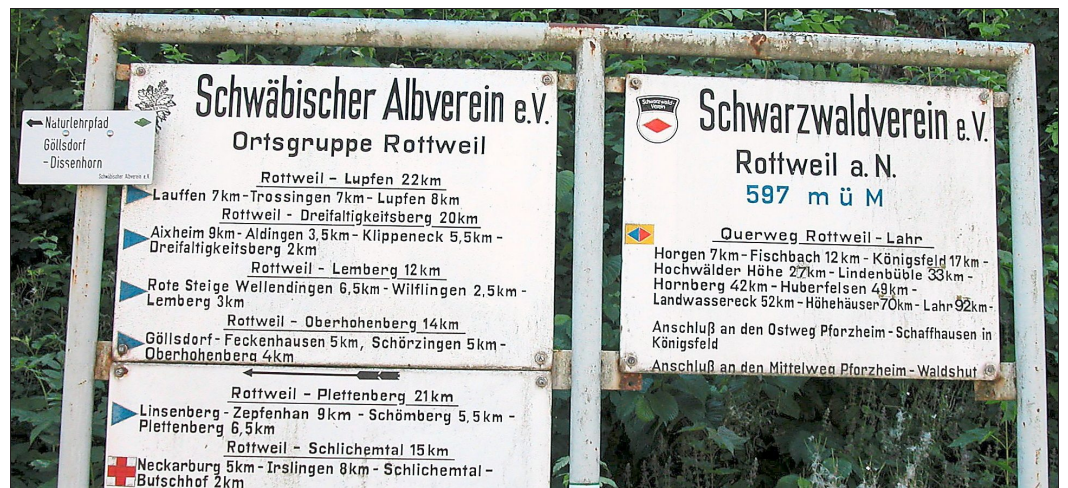 Naturlehrpfad
Göllsdorf
-Dissenhorn
Schwäbischer Albverein e.V.
Schwäbischer Albverein e.V.
Ortsgruppe Rottweil
Rottweil - Lupfen 22km
Lauffen 7km-Trossingen 7km-Lupfen 8km
Rottweil - Dreifaltigkeitsberg 20km
Aixheim 9km-Aldingen 3,5km-Klippeneck 5,5km-
Dreifaltigkeitsberg 2km
Rottweil - Lemberg 12km
Rote Steige Wellendingen 6,5km-Wilflingen 2,5km-
Lemberg 3km
Rottweil - Oberhohenberg 14km
Göllsdorf-Feckenhausen 5km, Schörzingen 5km-
Oberhohenberg 4km
Rottweil - Plettenberg 21km
Linsenberg-Zepfenhan 9km-Schömberg 5,5km-
Plettenberg 6,5km
Rottweil - Schlichemtal 15km
Neckarburg 5km-Irslingen 8km-Schlichemtal-
Butschhof 2km
Schwarzwald-
Verein
Schwarzwaldverein e.V.
Rottweil a.N.
597 m ü M
Querweg Rottweil-Lahr
Horgen 7km-Fischbach 12km-Königsfeld 17km-
Hochwälder Höhe 27km-Lindenbüble 33km-
Hornberg 42km-Huberfelsen 49km-
Landwassereck 52km-Höhehäuser 70km-Lahr 92km-
Anschluß an den Ostweg Pforzheim-Schaffhausen in
Königsfeld
Anschluß an den Mittelweg Pforzheim-Waldshut